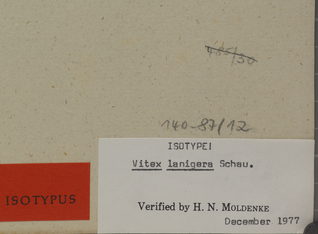 140-87/12
ISOTYPE!
Vitex lanigera Schau.
ISOTYPUS
Verified by H. N. MOLDENKE
December 1977